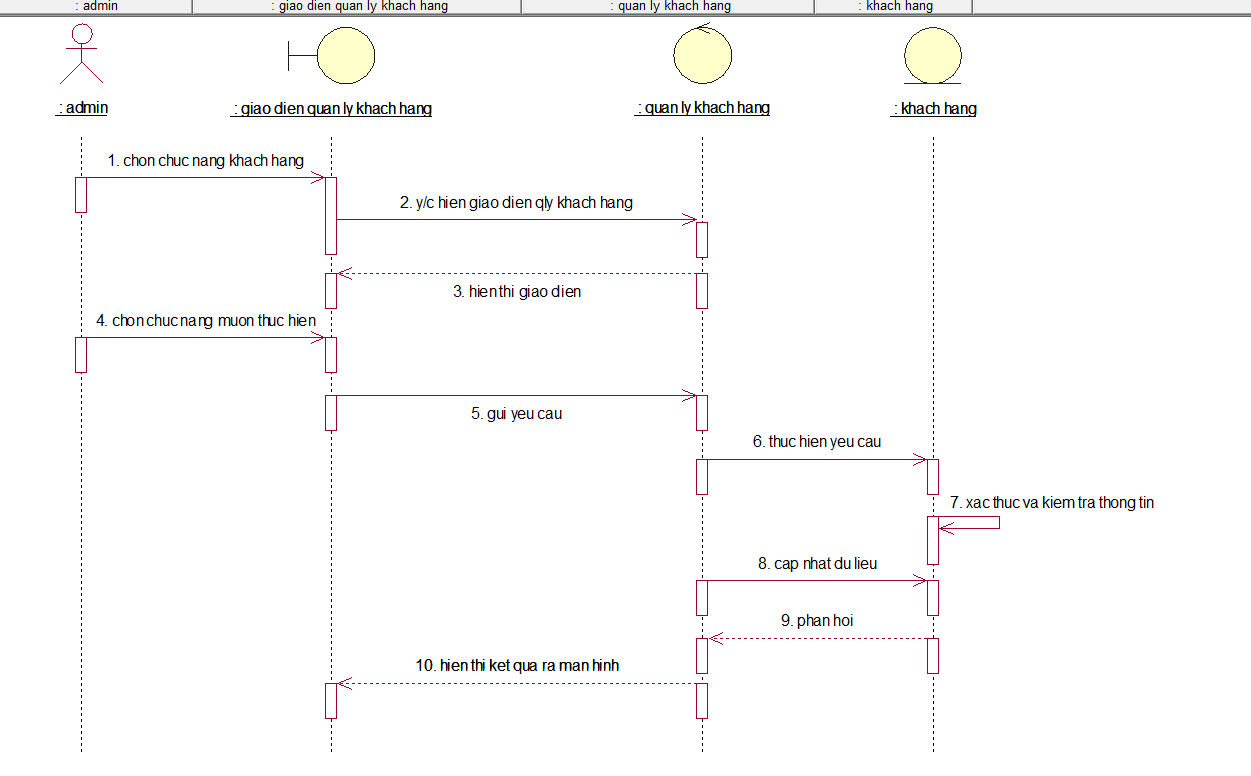 : admin
: giao dien quan ly khach hang
: quan ly khach hang
: khach hang
: admin
: giao dien quan ly khach hang
: quan ly khach hang
: khach hang
1. chon chuc nang khach hang
2. y/c hien giao dien qly khach hang
3. hien thi giao dien
4. chon chuc nang muon thuc hien
5. gui yeu cau
6. thuc hien yeu cau
7. xac thuc va kiem tra thong tin
8. cap nhat du lieu
9. phan hoi
10. hien thi ket qua ra man hinh